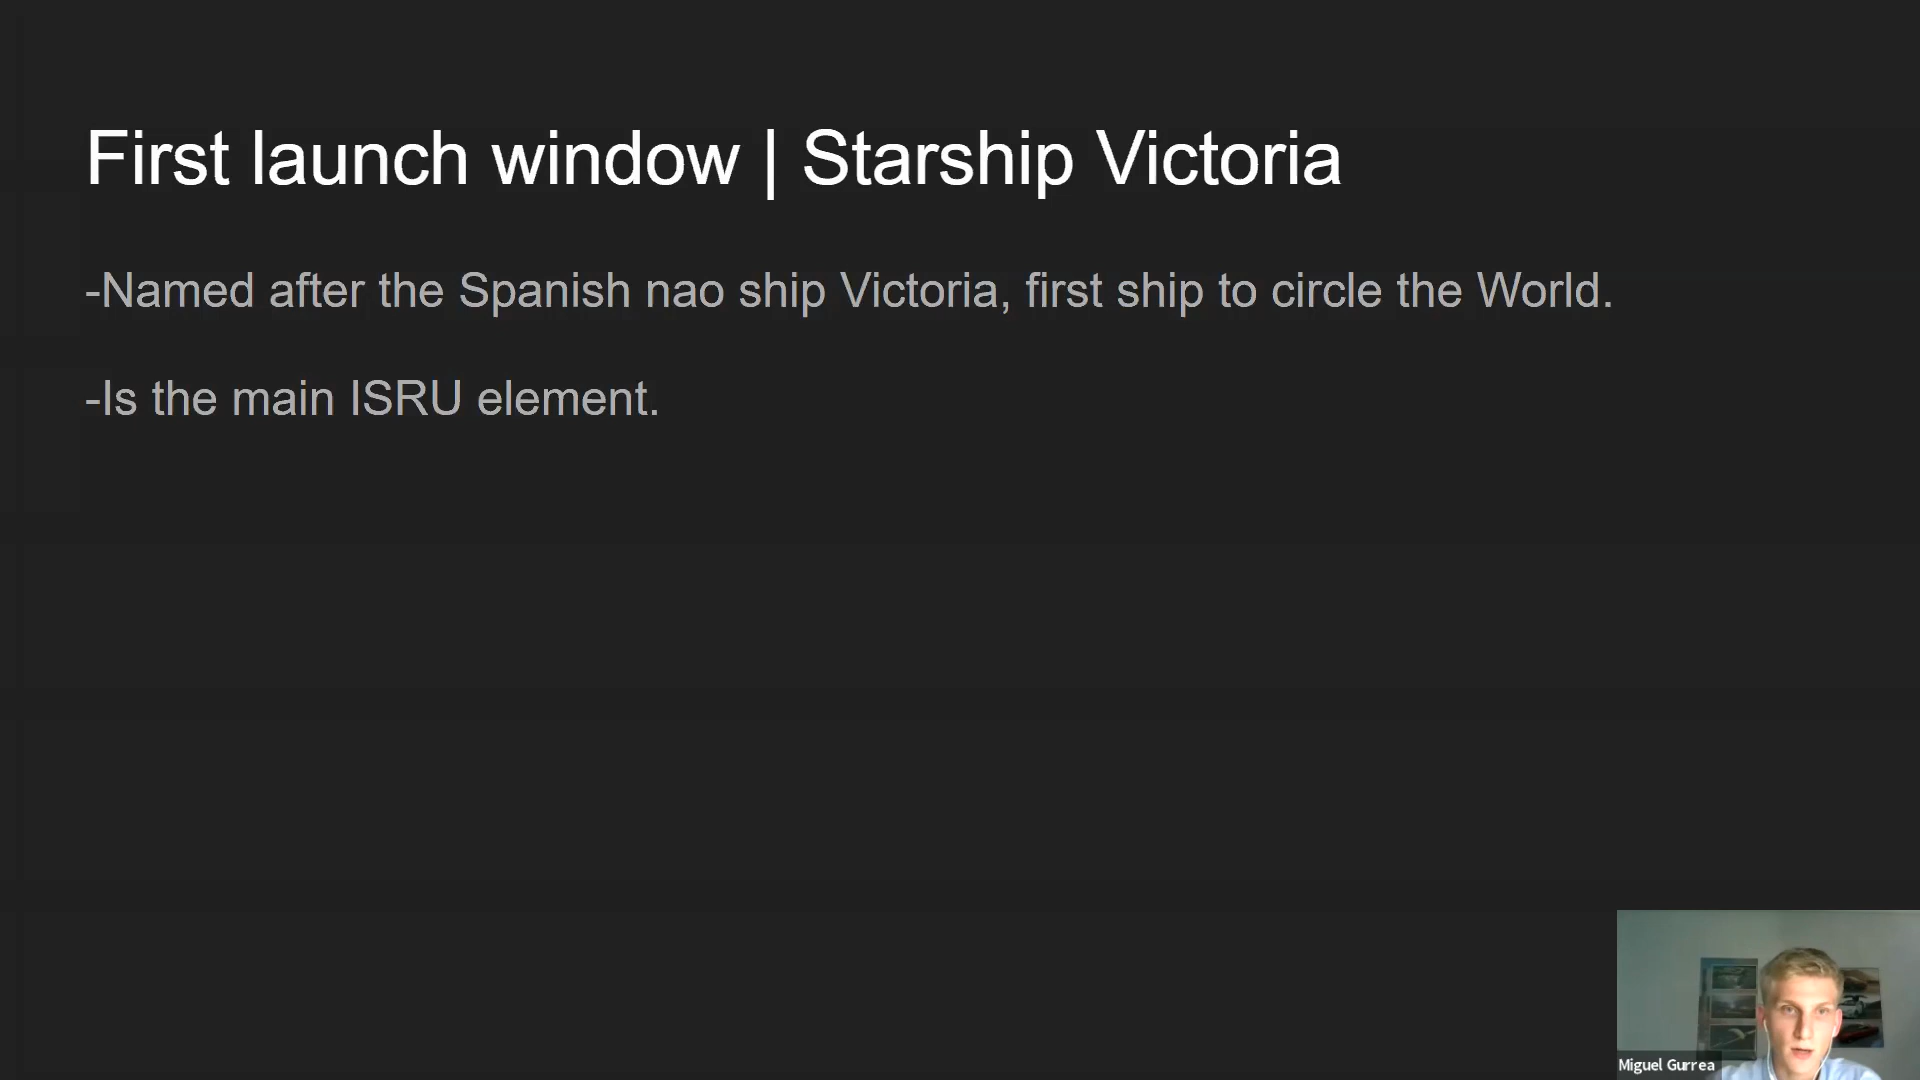 First launch window | Starship Victoria
-Named after the Spanish nao ship Victoria, first ship to circle the World.
-Is the main ISRU element.
Miguel Gurrea